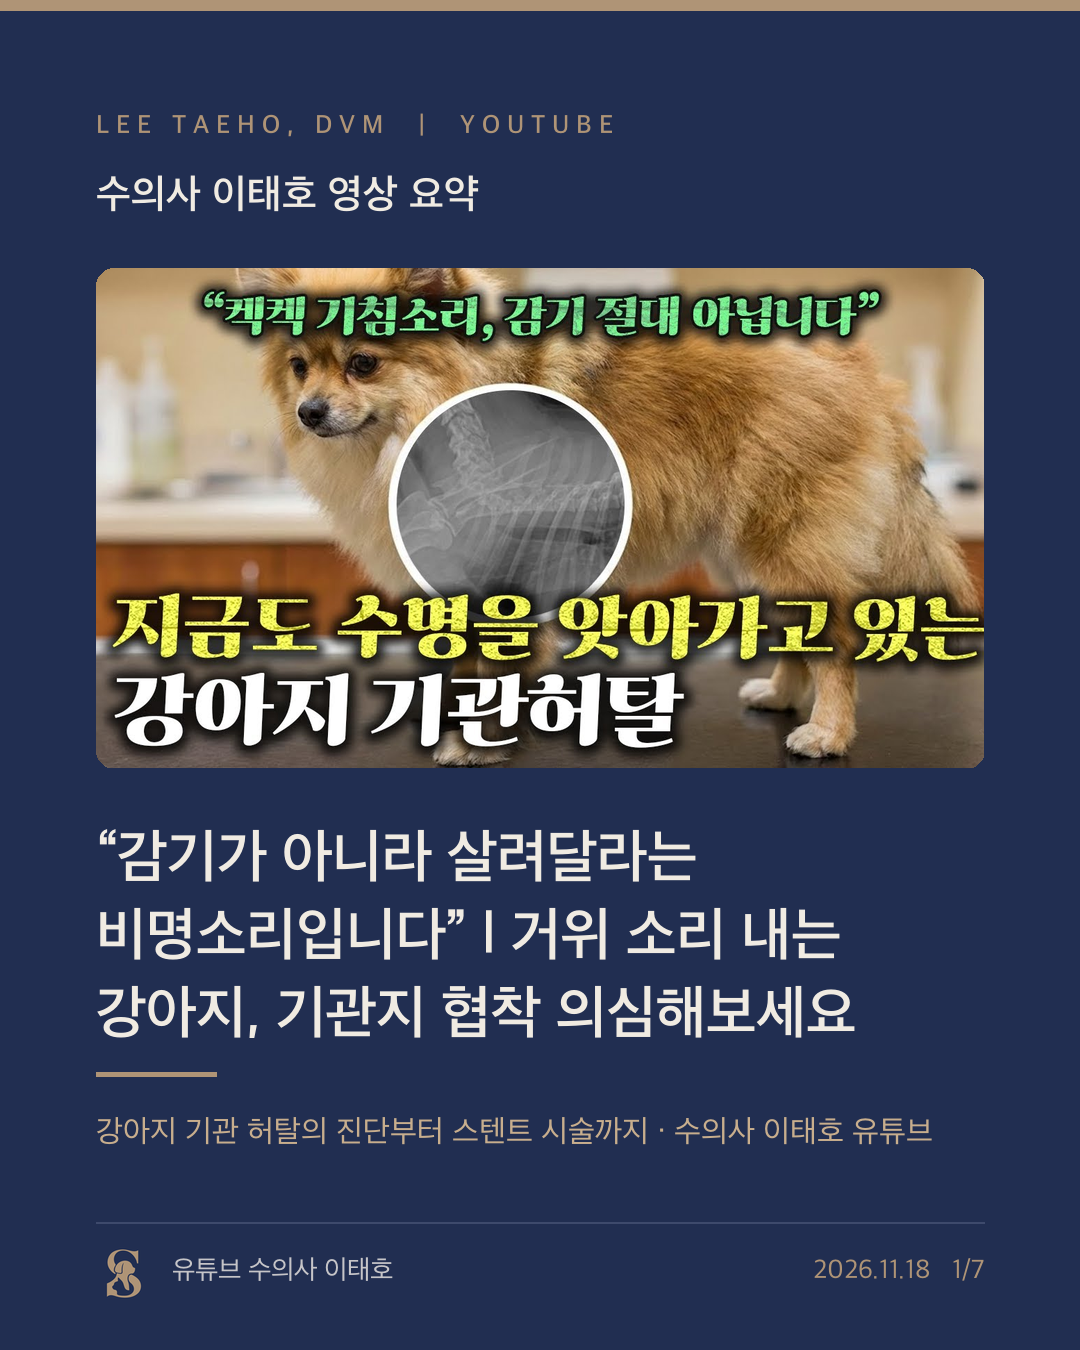 LEE TAEHO, DVM | YOUTUBE
수의사 이태호 영상 요약
“켁켁 기침소리, 감기 절대 아닙니다”
지금도 수명을 앗아가고 있는
강아지 기관허탈
“감기가 아니라 살려달라는
비명소리입니다” l 거위 소리 내는
강아지, 기관지 협착 의심해보세요
강아지 기관 허탈의 진단부터 스텐트 시술까지 · 수의사 이태호 유튜브
유튜브 수의사 이태호
2026.11.18 1/7